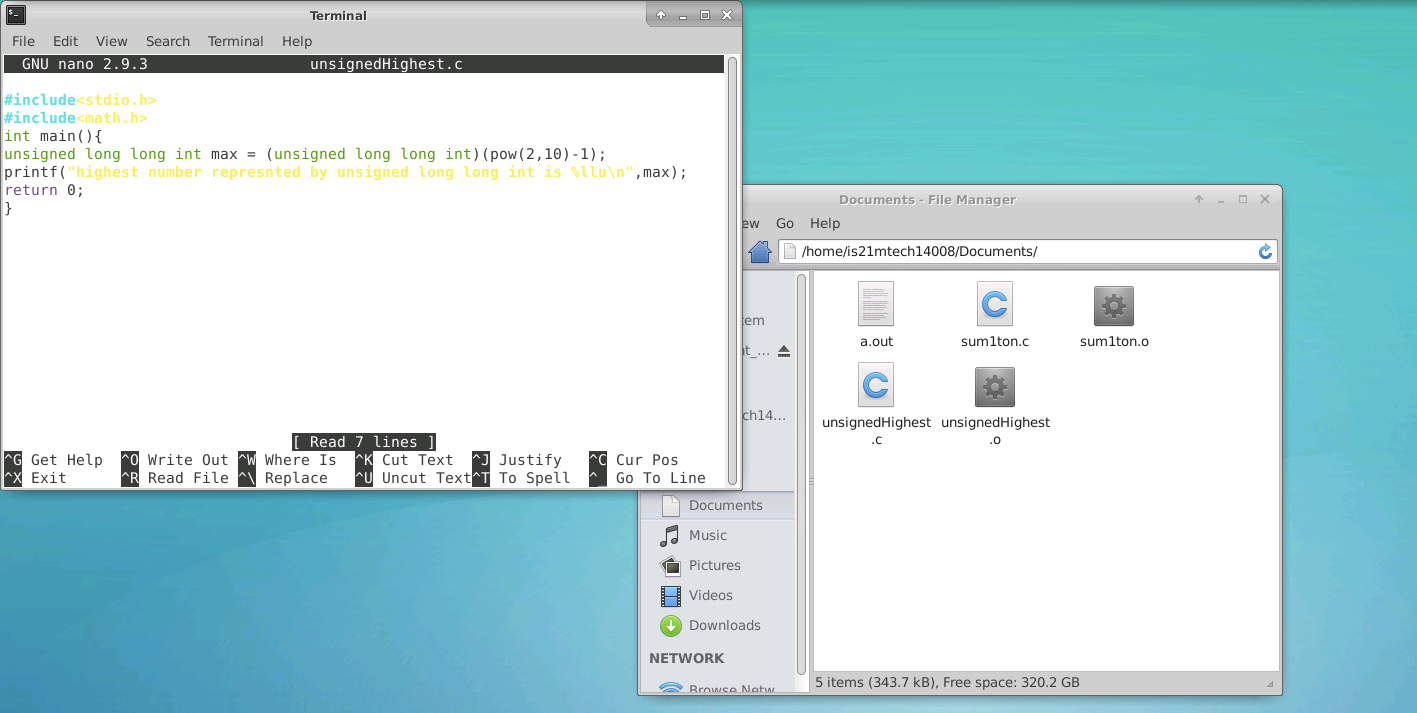 Terminal
File Edit View Search Terminal Help
GNU nano 2.9.3 unsignedHighest.c
#include<stdio.h>
#include<math.h>
int main(){
unsigned long long int max = (unsigned long long int)(pow(2,10)-1);
printf("highest number represnted by unsigned long long int is %llu\n",max);
return 0;
}
[ Read 7 lines ]
^G Get Help ^O Write Out ^W Where Is ^K Cut Text ^J Justify ^C Cur Pos
^X Exit ^R Read File ^\ Replace ^U Uncut Text ^T To Spell ^_ Go To Line
Documents - File Manager
ew Go Help
/home/is21mtech14008/Documents/
tem
ut_...
ch14...
Documents
Music
Pictures
Videos
Downloads
NETWORK
Browse Netw
a.out sum1ton.c sum1ton.o
unsignedHighest
.c
unsignedHighest
.o
5 items (343.7 kB), Free space: 320.2 GB